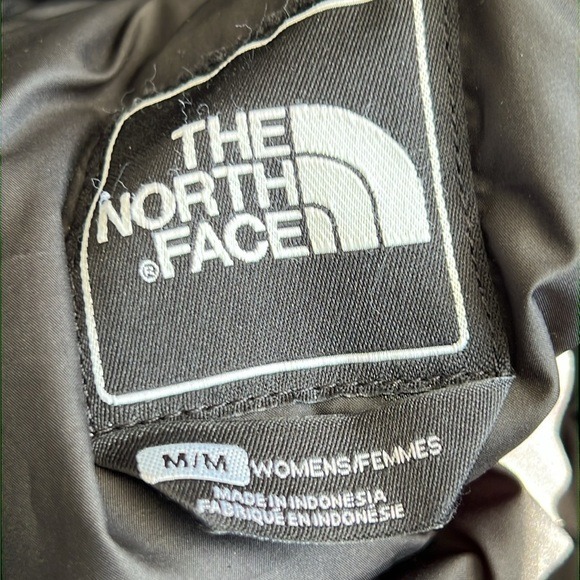 THE
NORTH
FACE
®
M/M WOMENS/FEMMES
MADE IN INDONESIA
FABRIQUE EN INDONESIE